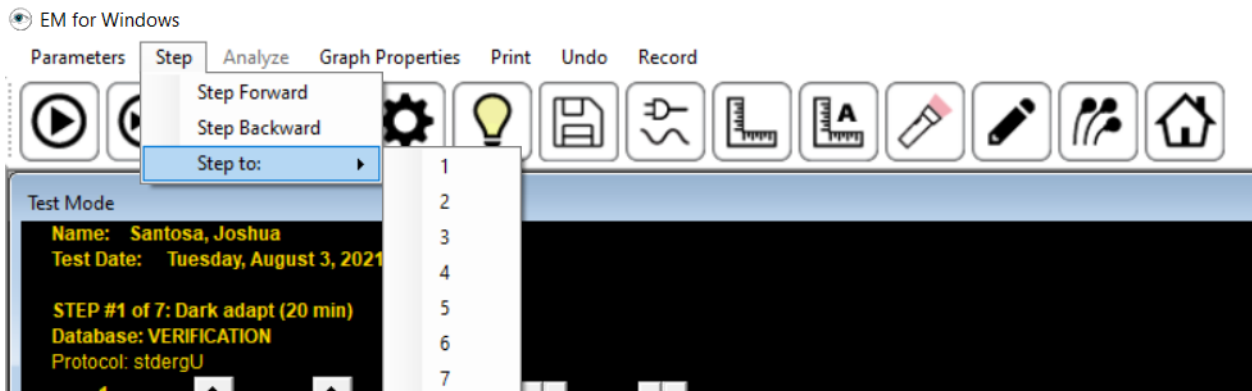 EM for Windows
Parameters Step Analyze Graph Properties Print Undo Record
Step Forward
Step Backward
Step to:
1
2
3
4
5
6
7
A
Test Mode
Name: Santosa, Joshua
Test Date: Tuesday, August 3, 2021
STEP #1 of 7: Dark adapt (20 min)
Database: VERIFICATION
Protocol: stdergU